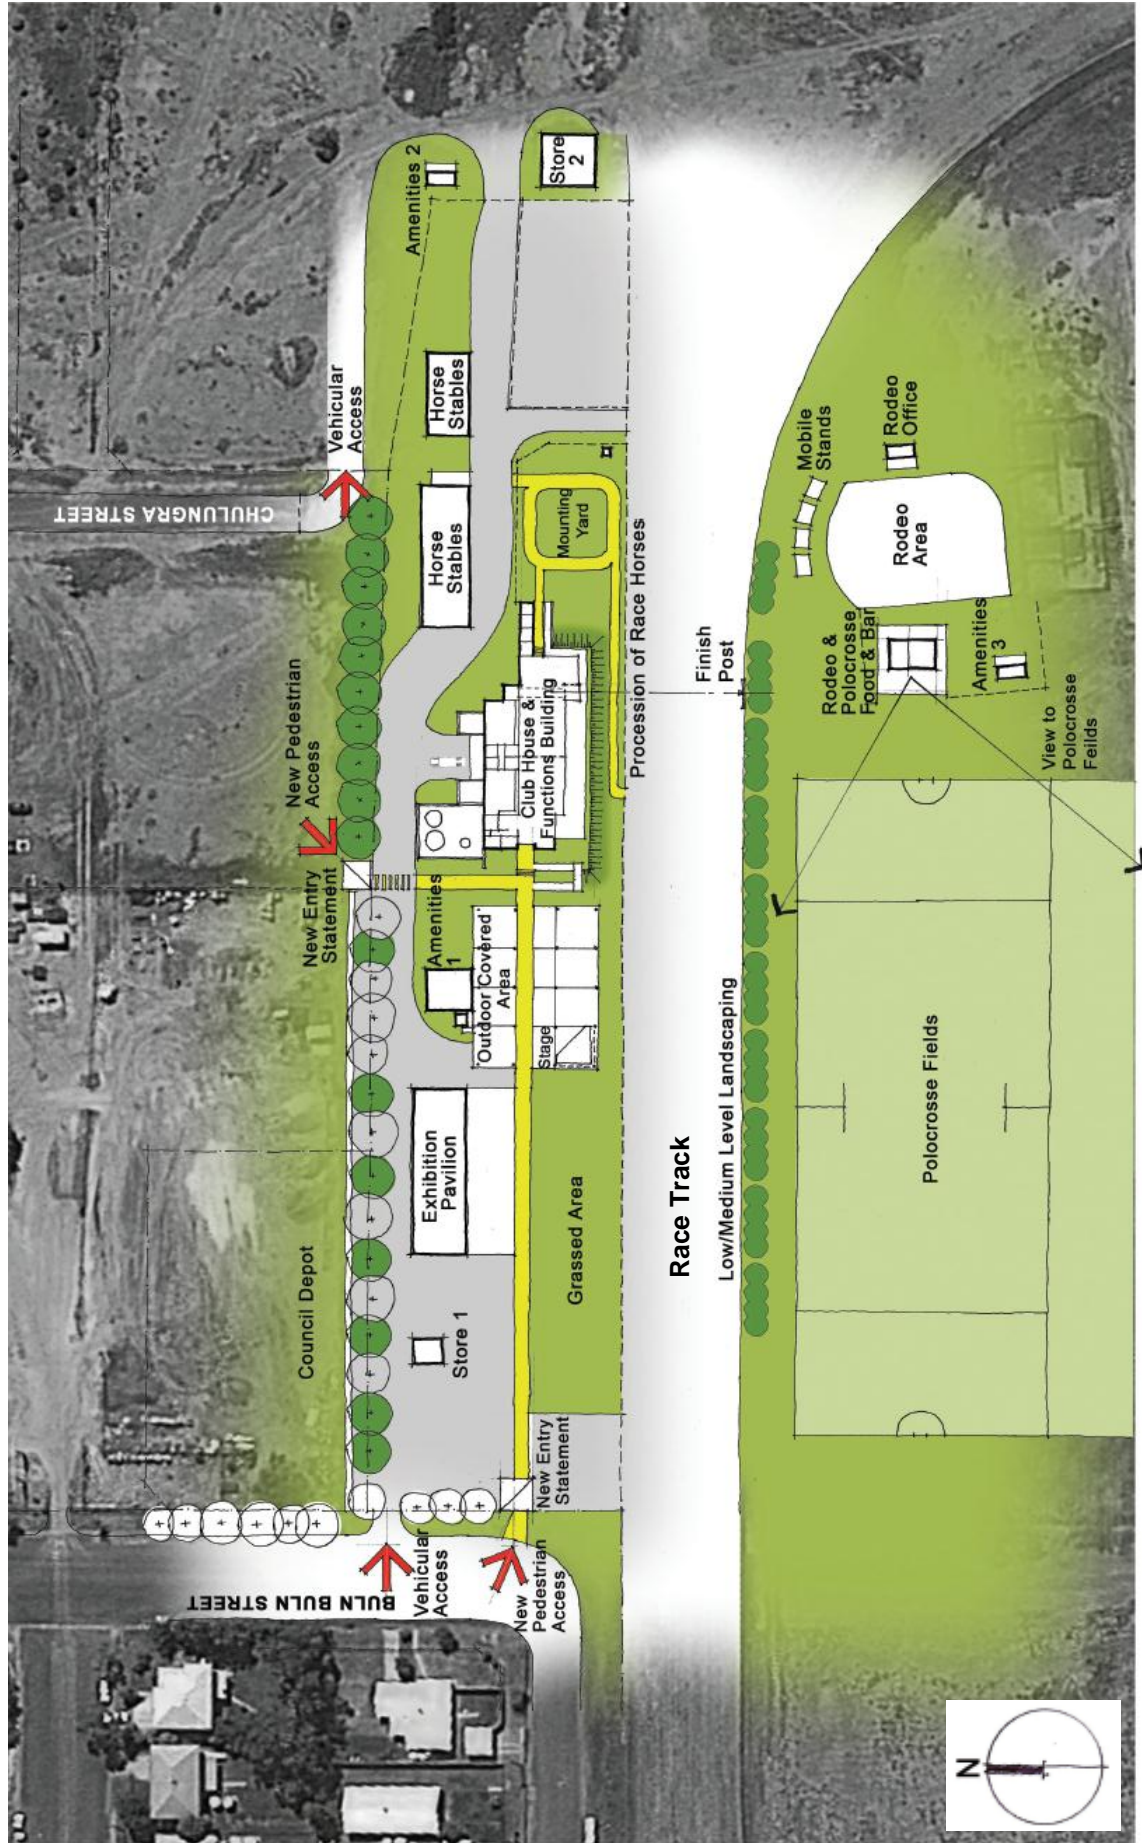 BULN BULN STREET
CHULUNGRA STREET
Vehicular
Access
New
Pedestrian
Access
New Entry
Statement
Council Depot
Store 1
Exhibition
Pavilion
Grassed Area
Amenities
1
Outdoor Covered
Area
Stage
New Entry
Statement
New Pedestrian
Access
Club House &
Functions Building
Vehicular
Access
Horse
Stables
Horse
Stables
Amenities 2
Store
2
Mounting
Yard
Procession of Race Horses
Race Track
Low/Medium Level Landscaping
Finish
Post
Mobile
Stands
Rodeo
Office
Rodeo
Area
Rodeo &
Polocrosse
Food & Bar
Amenities
3
View to
Polocrosse
Feilds
Polocrosse Fields
N